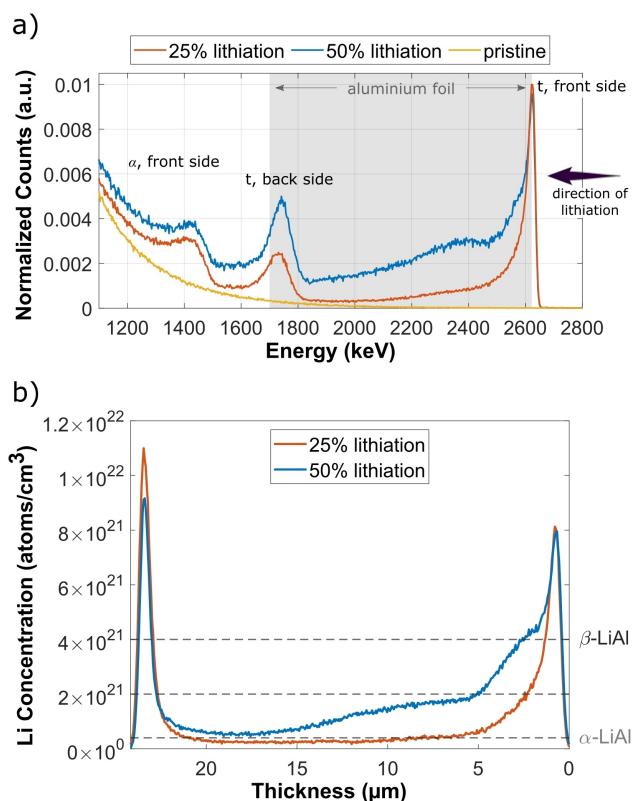 a)
25% lithiation 50% lithiation pristine
0.01
0.008
0.006
0.004
0.002
0
Normalized Counts (a.u.)
aluminium foil
t, front side
α, front side
t, back side
direction of
lithiation
1200 1400 1600 1800 2000 2200 2400 2600 2800
Energy (keV)
b)
25% lithiation
50% lithiation
1.2×10²²
1×10²²
8×10²¹
6×10²¹
4×10²¹
2×10²¹
0×10⁰
Li Concentration (atoms/cm³)
β-LiAl
α-LiAl
20 15 10 5 0
Thickness (µm)